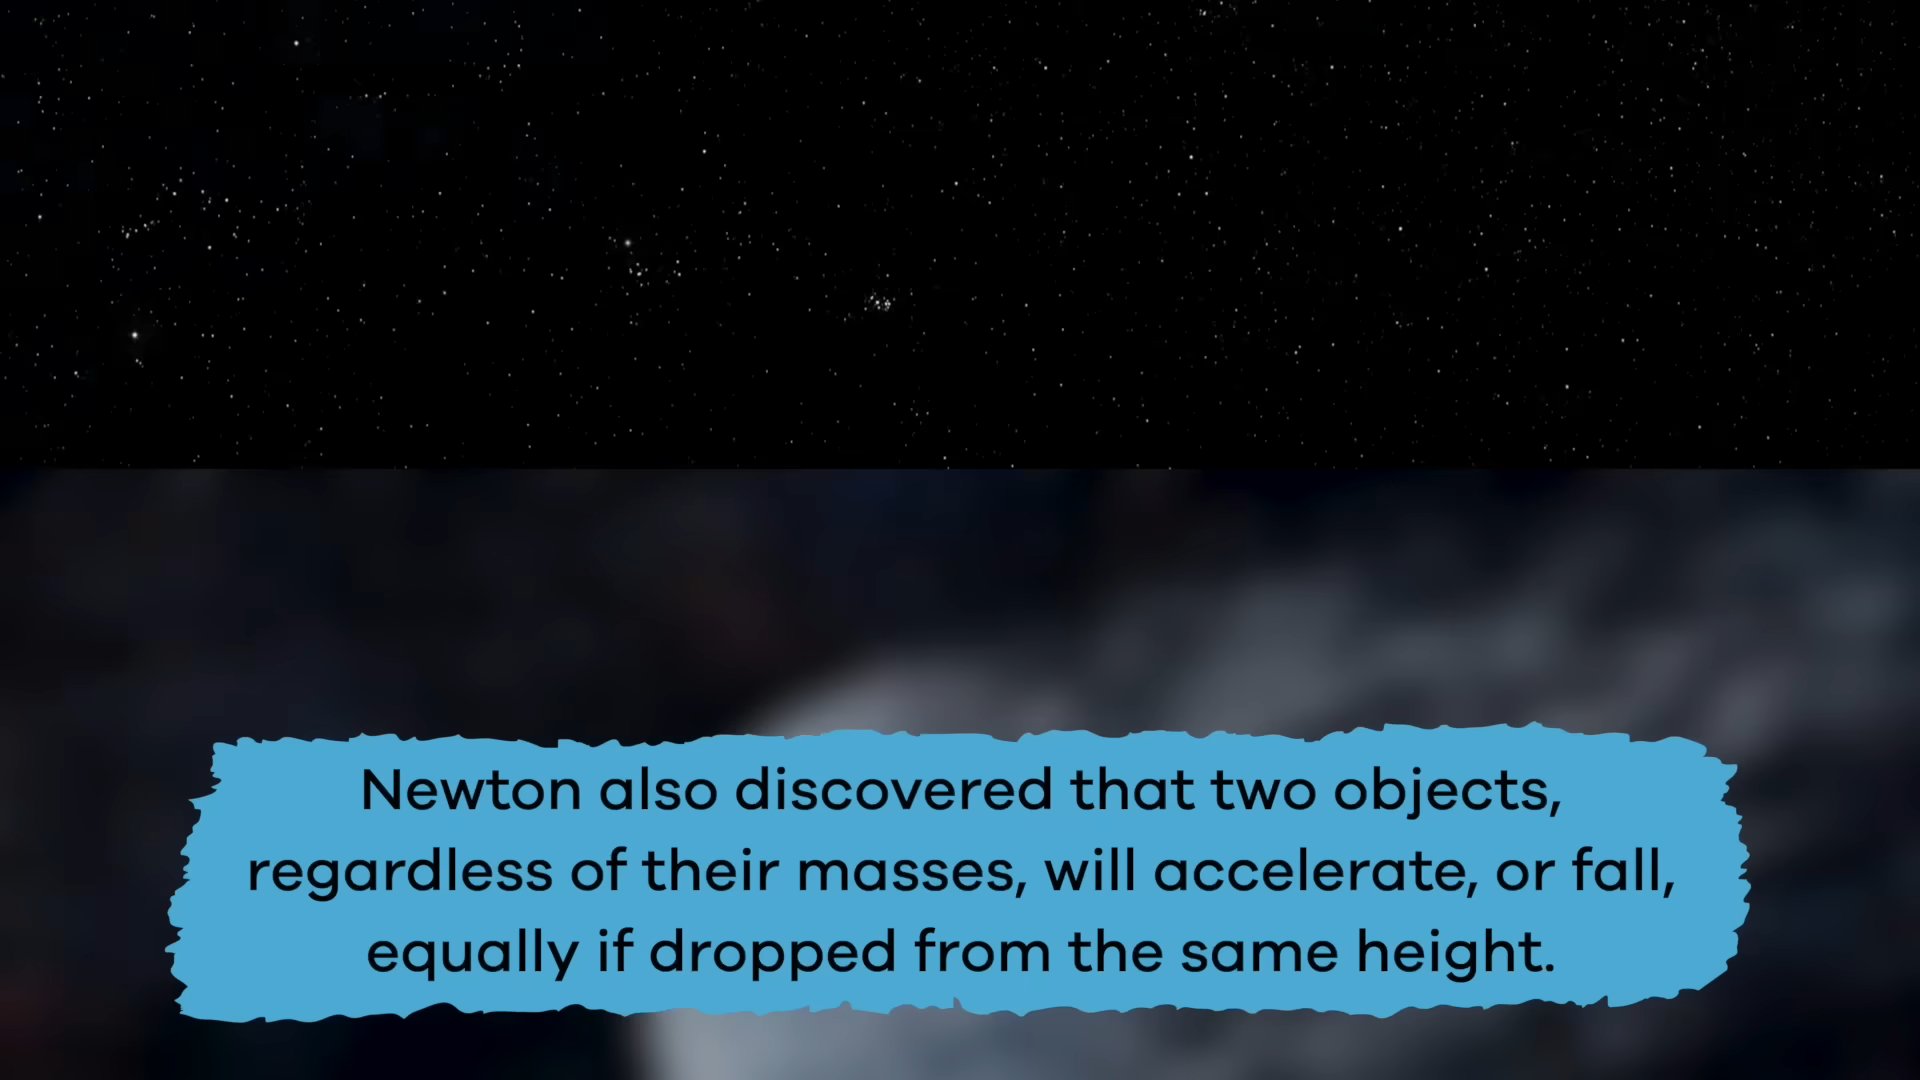 Newton also discovered that two objects,
regardless of their masses, will accelerate, or fall,
equally if dropped from the same height.